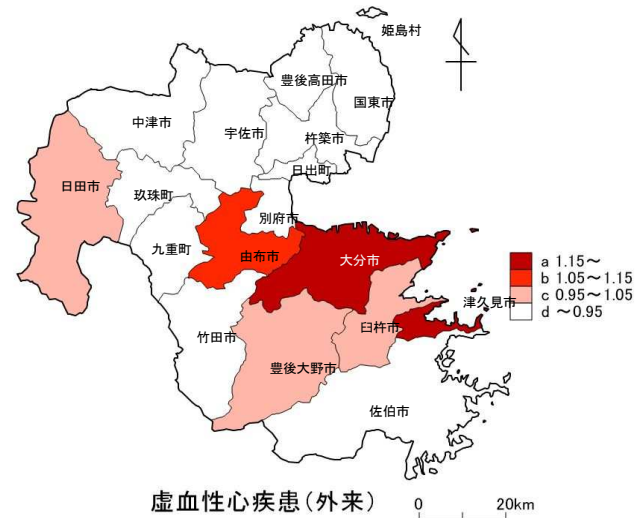 姫島村
豊後高田市
国東市
中津市
宇佐市
杵築市
日出町
日田市
玖珠町
別府市
九重町
由布市
大分市
a 1.15～
b 1.05～1.15
c 0.95～1.05
d ～0.95
津久見市
臼杵市
竹田市
豊後大野市
佐伯市
虚血性心疾患(外来)
0 20km